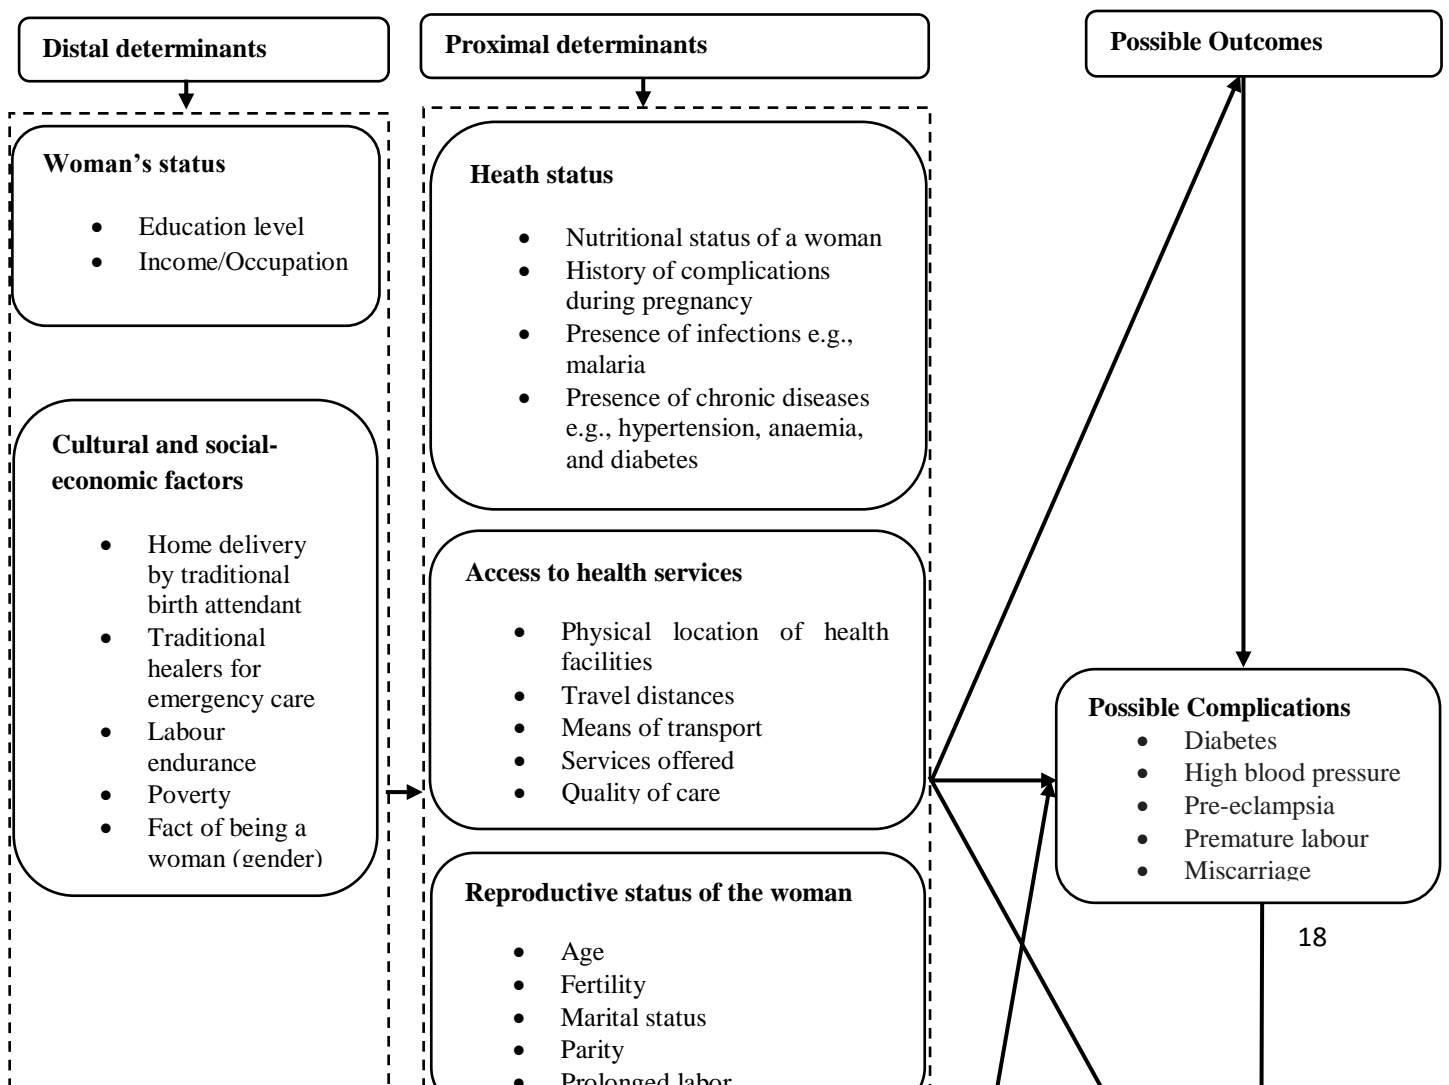 Distal determinants
Woman’s status
• Education level
• Income/Occupation
Cultural and social-
economic factors
• Home delivery
by traditional
birth attendant
• Traditional
healers for
emergency care
• Labour
endurance
• Poverty
• Fact of being a
woman (gender)
Proximal determinants
Heath status
• Nutritional status of a woman
• History of complications
during pregnancy
• Presence of infections e.g.,
malaria
• Presence of chronic diseases
e.g., hypertension, anaemia,
and diabetes
Access to health services
• Physical location of health
facilities
• Travel distances
• Means of transport
• Services offered
• Quality of care
Reproductive status of the woman
• Age
• Fertility
• Marital status
• Parity
• Prolonged labor
Possible Outcomes
Possible Complications
• Diabetes
• High blood pressure
• Pre-eclampsia
• Premature labour
• Miscarriage
18